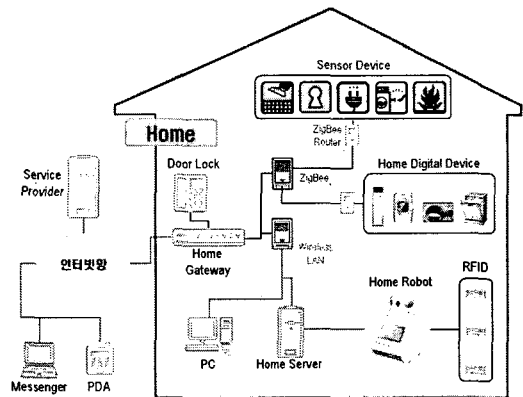 Sensor Device
Home
ZigBee
Router
Service
Provider
Door Lock
ZigBee
Home Digital Device
인터넷망
Home
Gateway
Wireless
LAN
Home Robot
RFID
PC
Home Server
Messenger
PDA